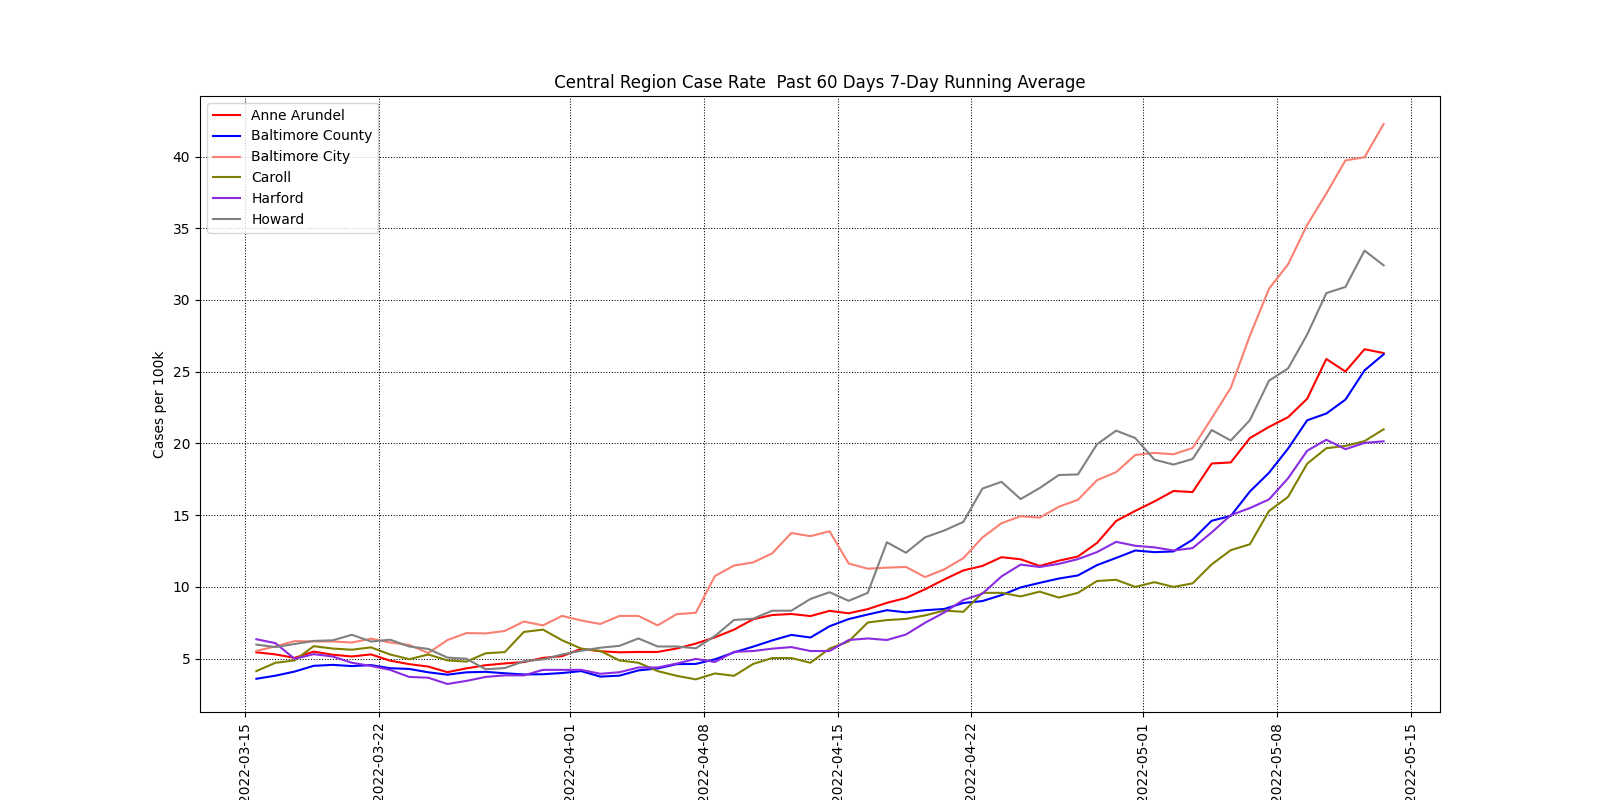 Central Region Case Rate  Past 60 Days 7-Day Running Average
Anne Arundel
Baltimore County
Baltimore City
Caroll
Harford
Howard
Cases per 100k
40
35
30
25
20
15
10
5
2022-03-15
2022-03-22
2022-04-01
2022-04-08
2022-04-15
2022-04-22
2022-05-01
2022-05-08
2022-05-15